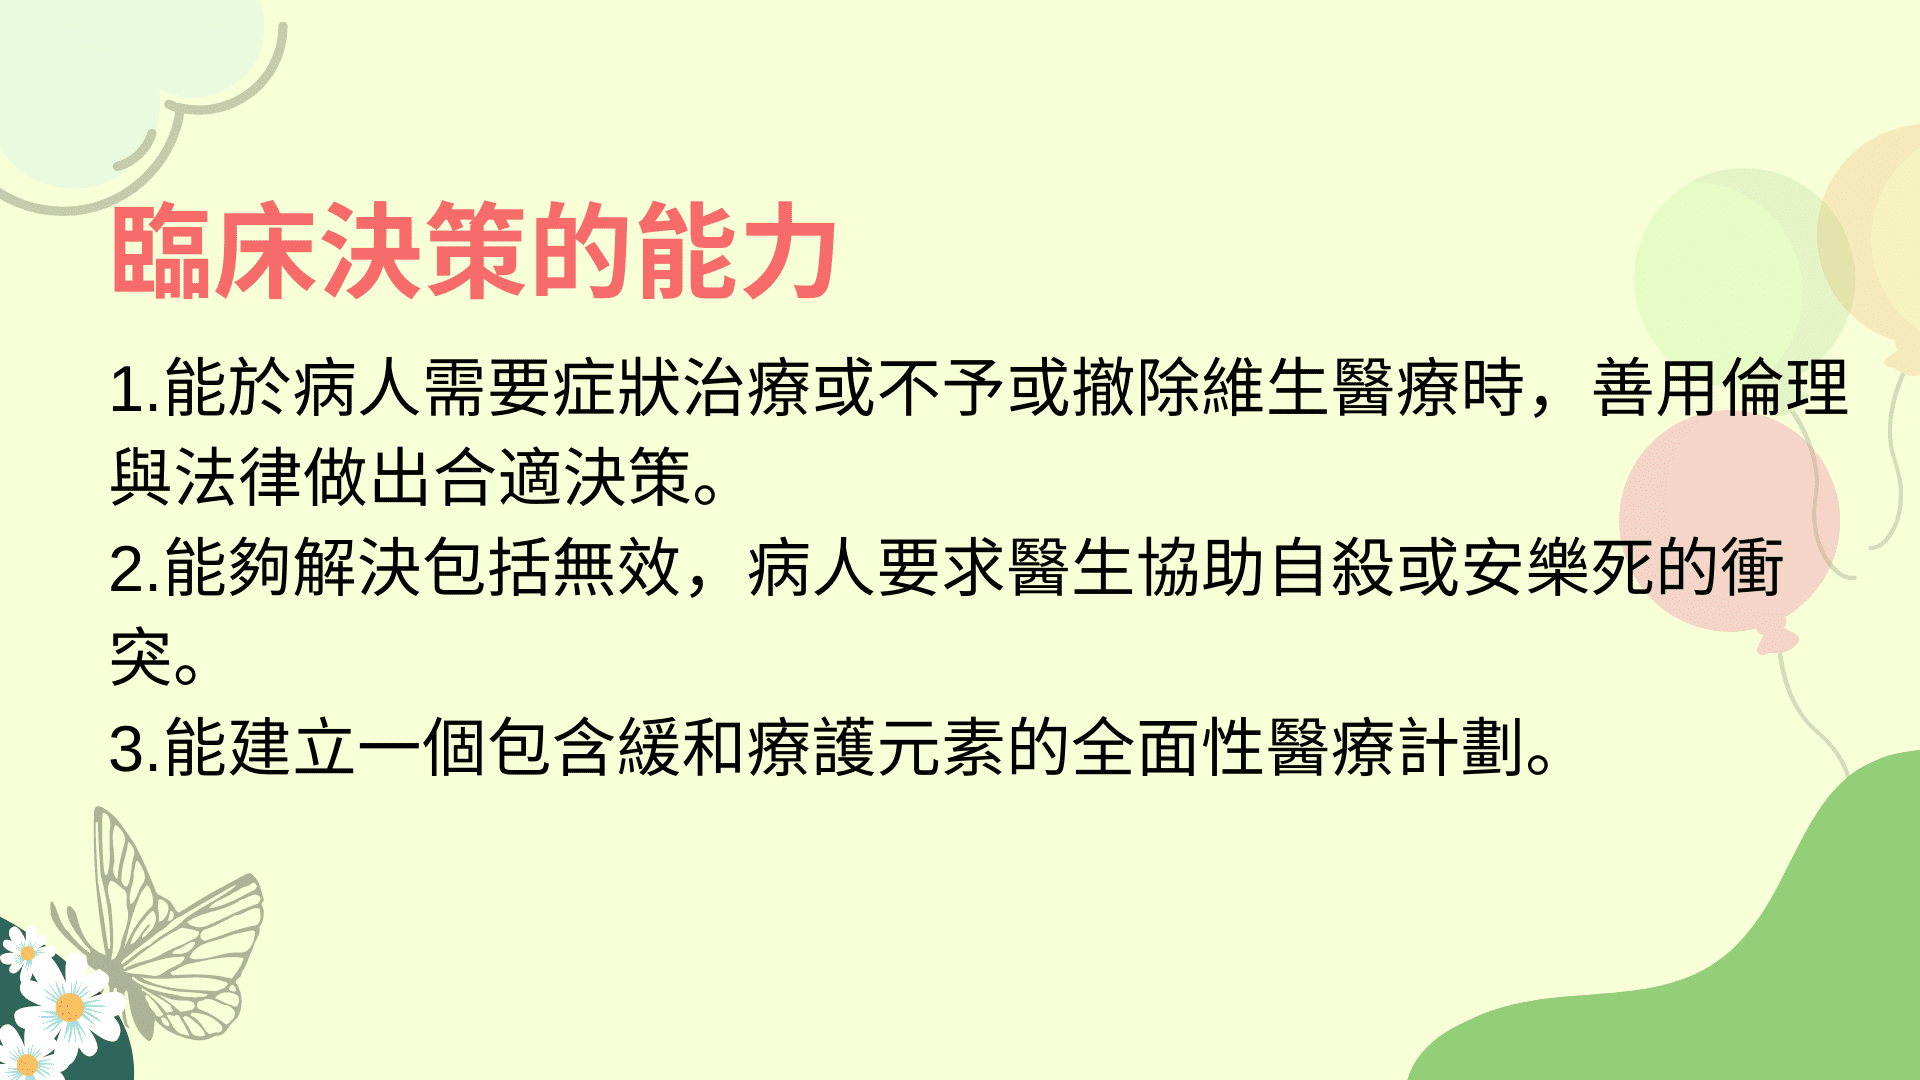 臨床決策的能力
1.能於病人需要症狀治療或不予或撤除維生醫療時，善用倫理
與法律做出合適決策。
2.能夠解決包括無效，病人要求醫生協助自殺或安樂死的衝
突。
3.能建立一個包含緩和療護元素的全面性醫療計劃。